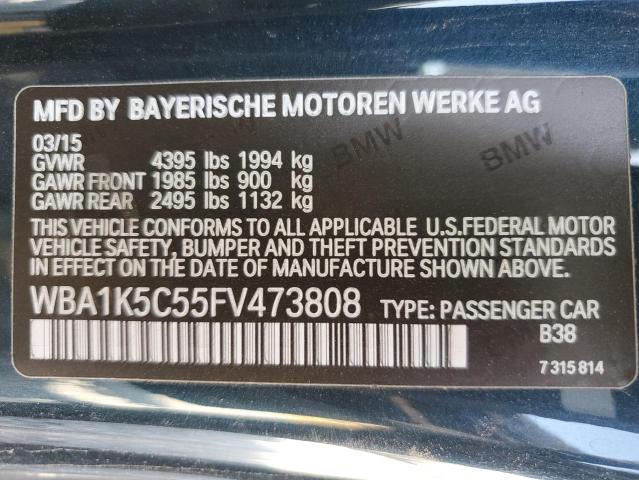 MFD BY BAYERISCHE MOTOREN WERKE AG
03/15
GVWR 4395 lbs 1994 kg
GAWR FRONT 1985 lbs 900 kg
GAWR REAR 2495 lbs 1132 kg
THIS VEHICLE CONFORMS TO ALL APPLICABLE U.S.FEDERAL MOTOR
VEHICLE SAFETY, BUMPER AND THEFT PREVENTION STANDARDS
IN EFFECT ON THE DATE OF MANUFACTURE SHOWN ABOVE.
WBA1K5C55FV473808 TYPE: PASSENGER CAR
B38
7 315 814
BMW
BMW